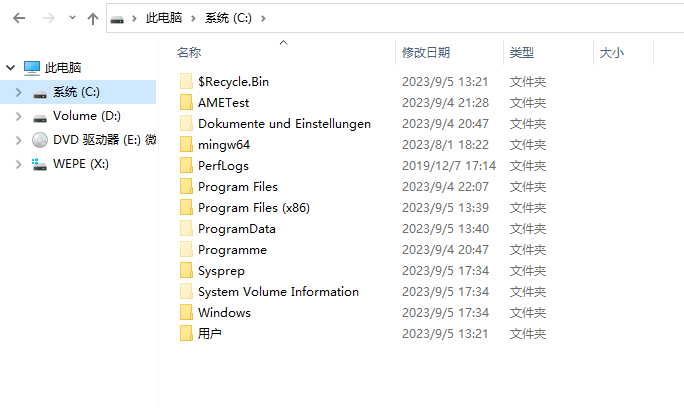 此电脑 › 系统 (C:) ›
名称 修改日期 类型 大小
此电脑
系统 (C:)
Volume (D:)
DVD 驱动器 (E:) 微
WEPE (X:)
$Recycle.Bin 2023/9/5 13:21 文件夹
AMETest 2023/9/4 21:28 文件夹
Dokumente und Einstellungen 2023/9/4 20:47 文件夹
mingw64 2023/8/1 18:22 文件夹
PerfLogs 2019/12/7 17:14 文件夹
Program Files 2023/9/4 22:07 文件夹
Program Files (x86) 2023/9/5 13:39 文件夹
ProgramData 2023/9/5 13:40 文件夹
Programme 2023/9/4 20:47 文件夹
Sysprep 2023/9/5 17:34 文件夹
System Volume Information 2023/9/5 17:34 文件夹
Windows 2023/9/5 17:34 文件夹
用户 2023/9/5 13:21 文件夹